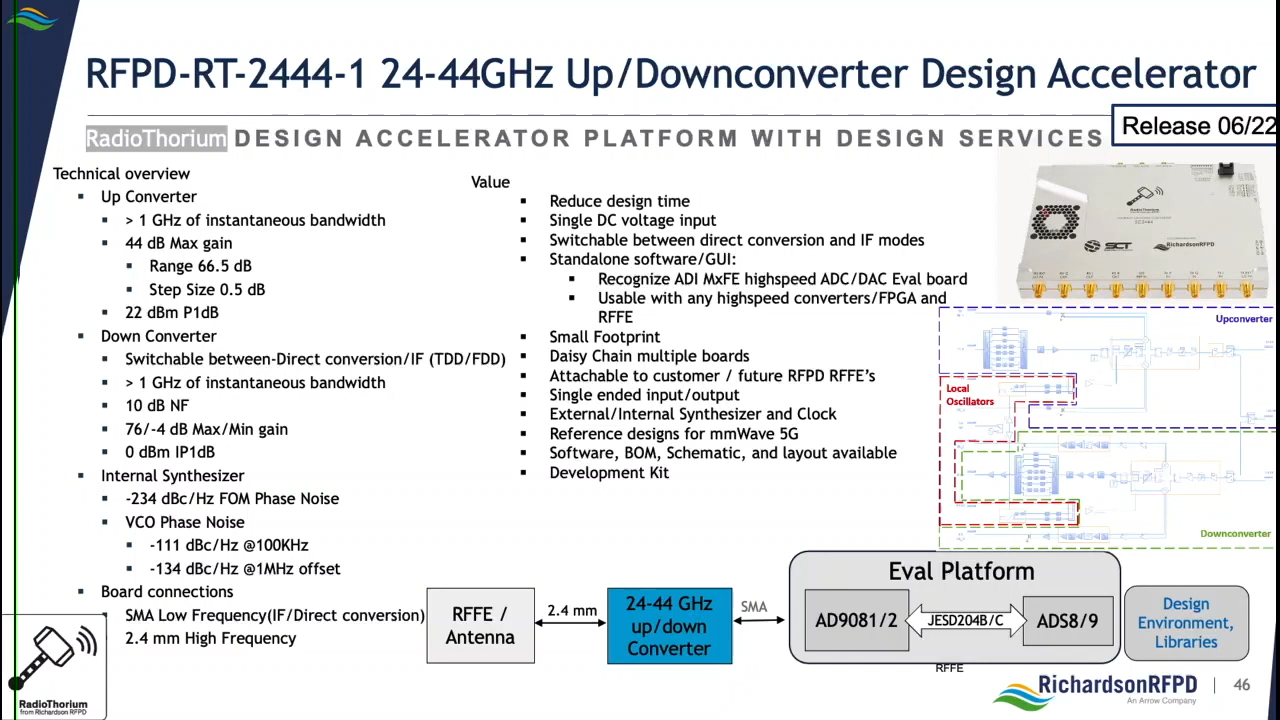 RFPD-RT-2444-1 24-44GHz Up/Downconverter Design Accelerator
RadioThorium DESIGN ACCELERATOR PLATFORM WITH DESIGN SERVICES
Release 06/22
Technical overview
Up Converter
> 1 GHz of instantaneous bandwidth
44 dB Max gain
Range 66.5 dB
Step Size 0.5 dB
22 dBm P1dB
Down Converter
Switchable between-Direct conversion/IF (TDD/FDD)
> 1 GHz of instantaneous bandwidth
10 dB NF
76/-4 dB Max/Min gain
0 dBm IP1dB
Internal Synthesizer
-234 dBc/Hz FOM Phase Noise
VCO Phase Noise
-111 dBc/Hz @100KHz
-134 dBc/Hz @1MHz offset
Board connections
SMA Low Frequency(IF/Direct conversion)
2.4 mm High Frequency
Value
Reduce design time
Single DC voltage input
Switchable between direct conversion and IF modes
Standalone software/GUI:
Recognize ADI MxFE highspeed ADC/DAC Eval board
Usable with any highspeed converters/FPGA and
RFFE
Small Footprint
Daisy Chain multiple boards
Attachable to customer / future RFPD RFFE's
Single ended input/output
External/Internal Synthesizer and Clock
Reference designs for mmWave 5G
Software, BOM, Schematic, and layout available
Development Kit
SCT
RichardsonRFPD
Upconverter
Local
Oscillators
Downconverter
RFFE /
Antenna
2.4 mm
24-44 GHz
up/down
Converter
SMA
Eval Platform
AD9081/2
JESD204B/C
ADS8/9
RFFE
Design
Environment,
Libraries
RadioThorium
from Richardson RFPD
RichardsonRFPD
An Arrow Company
46